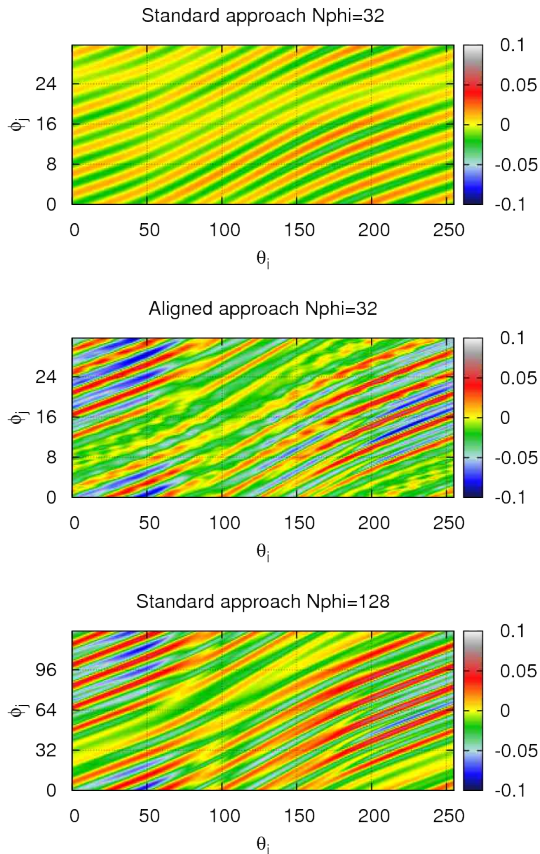 Standard approach Nphi=32
24
16
8
0
ϕj
0 50 100 150 200 250
θi
0.1
0.05
0
-0.05
-0.1
Aligned approach Nphi=32
24
16
8
0
ϕj
0 50 100 150 200 250
θi
0.1
0.05
0
-0.05
-0.1
Standard approach Nphi=128
96
64
32
0
ϕj
0 50 100 150 200 250
θi
0.1
0.05
0
-0.05
-0.1